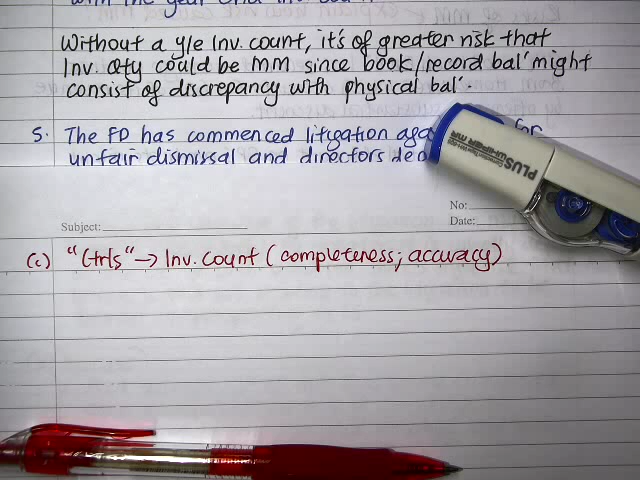 Without a y/e Inv. count, it's of greater risk that
Inv. Qty could be MM since book/record bal' might
consist of discrepancy with physical bal'.
5. The FD has commenced litigation
unfair dismissal and directors
PLUS
WHIPER MR
No:
Subject:
Date:
(c) "Ctrls" → Inv. count (completeness; accuracy)